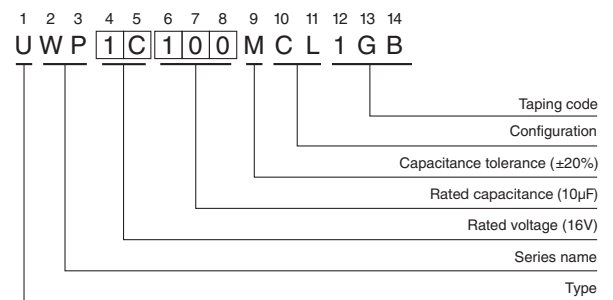 1 2 3 4 5 6 7 8 9 10 11 12 13 14
U W P 1 C 1 0 0 M C L 1 G B
Taping code
Configuration
Capacitance tolerance (±20%)
Rated capacitance (10µF)
Rated voltage (16V)
Series name
Type